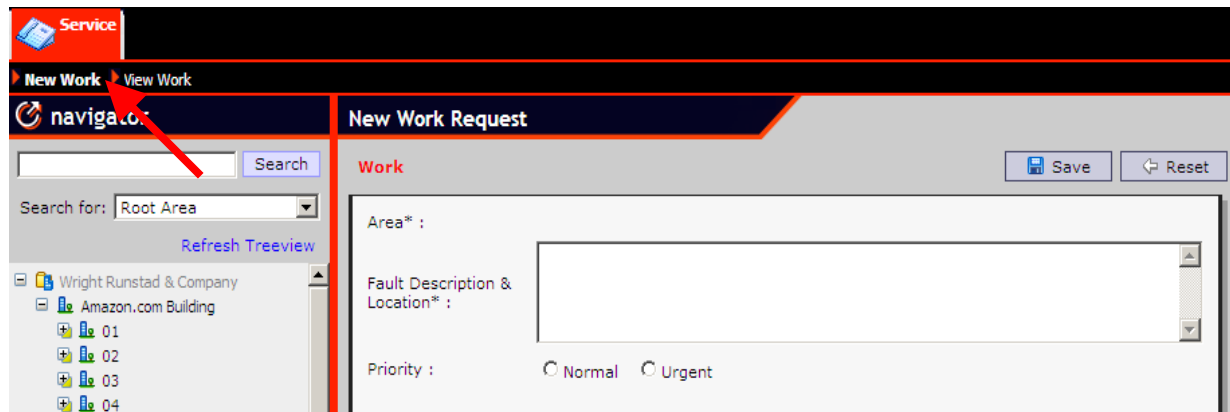 Service
New Work View Work
navigator
Search
Search for: Root Area
Refresh Treeview
Wright Runstad & Company
Amazon.com Building
01
02
03
04
New Work Request
Work
Save
Reset
Area* :
Fault Description &
Location* :
Priority :
Normal Urgent